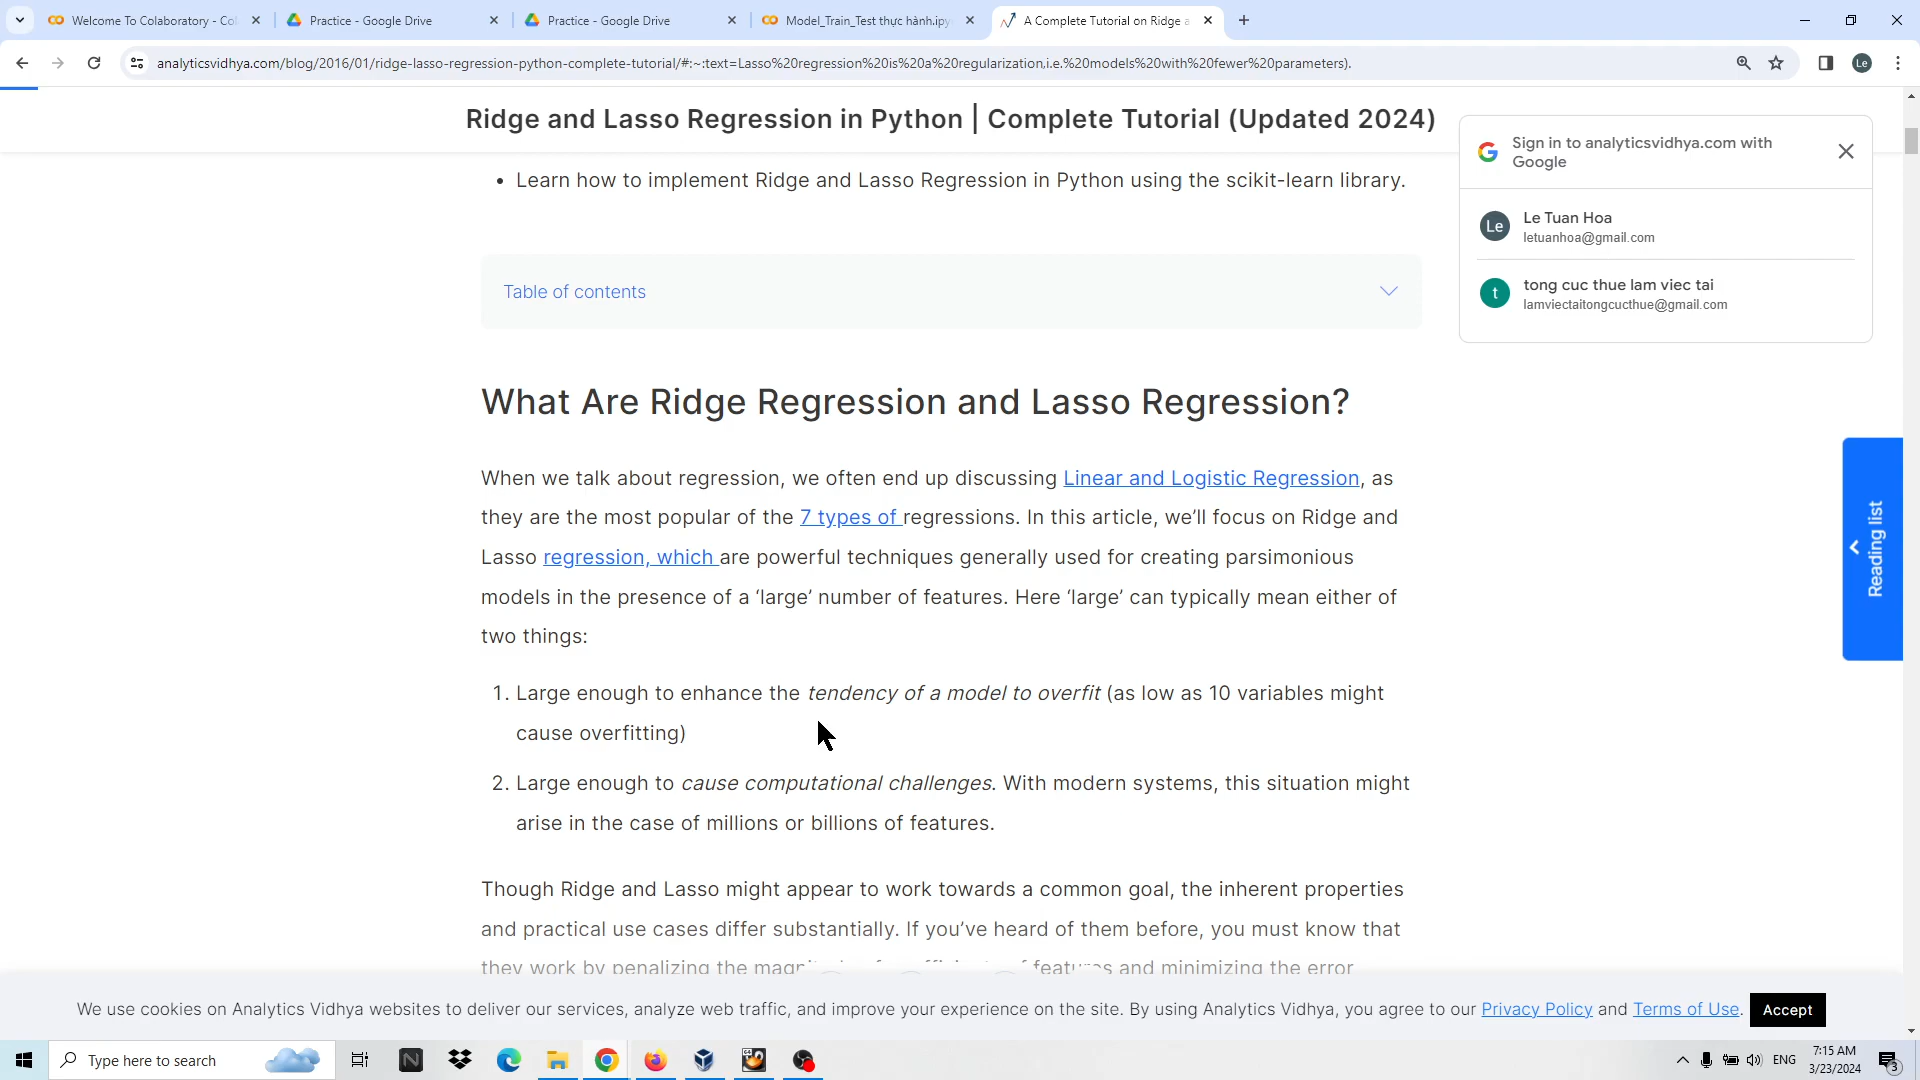 Welcome To Colaboratory - Co
Practice - Google Drive
Practice - Google Drive
Model_Train_Test thực hành.ipy
A Complete Tutorial on Ridge a
analyticsvidhya.com/blog/2016/01/ridge-lasso-regression-python-complete-tutorial/#:~:text=Lasso%20regression%20is%20a%20regularization,i.e.%20models%20with%20fewer%20parameters).
Le
Ridge and Lasso Regression in Python | Complete Tutorial (Updated 2024)
Sign in to analyticsvidhya.com with
Google
Learn how to implement Ridge and Lasso Regression in Python using the scikit-learn library.
Le
Le Tuan Hoa
letuanhoa@gmail.com
t
tong cuc thue lam viec tai
lamviectaitongcucthue@gmail.com
Table of contents
What Are Ridge Regression and Lasso Regression?
When we talk about regression, we often end up discussing Linear and Logistic Regression, as
they are the most popular of the 7 types of regressions. In this article, we’ll focus on Ridge and
Lasso regression, which are powerful techniques generally used for creating parsimonious
models in the presence of a ‘large’ number of features. Here ‘large’ can typically mean either of
two things:
Reading list
1. Large enough to enhance the tendency of a model to overfit (as low as 10 variables might
cause overfitting)
2. Large enough to cause computational challenges. With modern systems, this situation might
arise in the case of millions or billions of features.
Though Ridge and Lasso might appear to work towards a common goal, the inherent properties
and practical use cases differ substantially. If you’ve heard of them before, you must know that
they work by penalizing the features and minimizing the error
We use cookies on Analytics Vidhya websites to deliver our services, analyze web traffic, and improve your experience on the site. By using Analytics Vidhya, you agree to our Privacy Policy and Terms of Use.
Accept
Type here to search
ENG
7:15 AM
3/23/2024
3